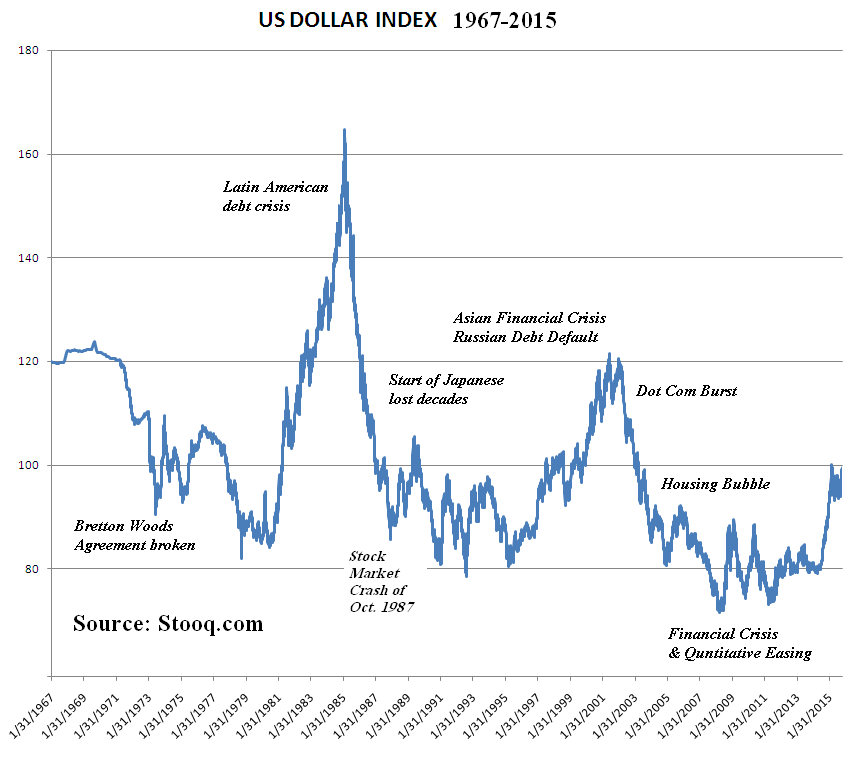 US DOLLAR INDEX 1967-2015
180
160
140
120
100
80
Latin American
debt crisis
Asian Financial Crisis
Russian Debt Default
Start of Japanese
lost decades
Dot Com Burst
Housing Bubble
Bretton Woods
Agreement broken
Stock
Market
Crash of
Oct. 1987
Source: Stooq.com
Financial Crisis
& Quntitative Easing
1/31/1967
1/31/1969
1/31/1971
1/31/1973
1/31/1975
1/31/1977
1/31/1979
1/31/1981
1/31/1983
1/31/1985
1/31/1987
1/31/1989
1/31/1991
1/31/1993
1/31/1995
1/31/1997
1/31/1999
1/31/2001
1/31/2003
1/31/2005
1/31/2007
1/31/2009
1/31/2011
1/31/2013
1/31/2015